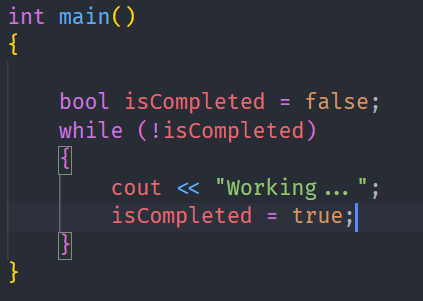 int main()
{
bool isCompleted = false;
while (!isCompleted)
{
cout << "Working...";
isCompleted = true;
}
}